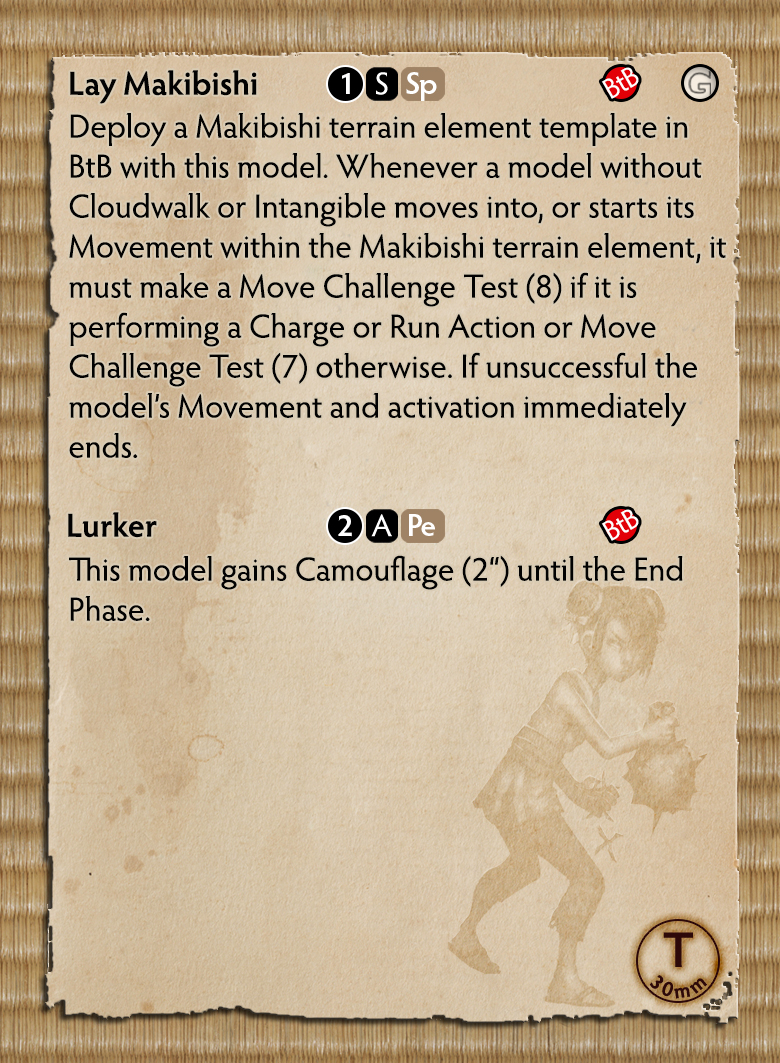 Lay Makibishi 1 S Sp BtB G
Deploy a Makibishi terrain element template in
BtB with this model. Whenever a model without
Cloudwalk or Intangible moves into, or starts its
Movement within the Makibishi terrain element, it
must make a Move Challenge Test (8) if it is
performing a Charge or Run Action or Move
Challenge Test (7) otherwise. If unsuccessful the
model’s Movement and activation immediately
ends.
Lurker 2 A Pe BtB
This model gains Camouflage (2“) until the End
Phase.
T
30mm